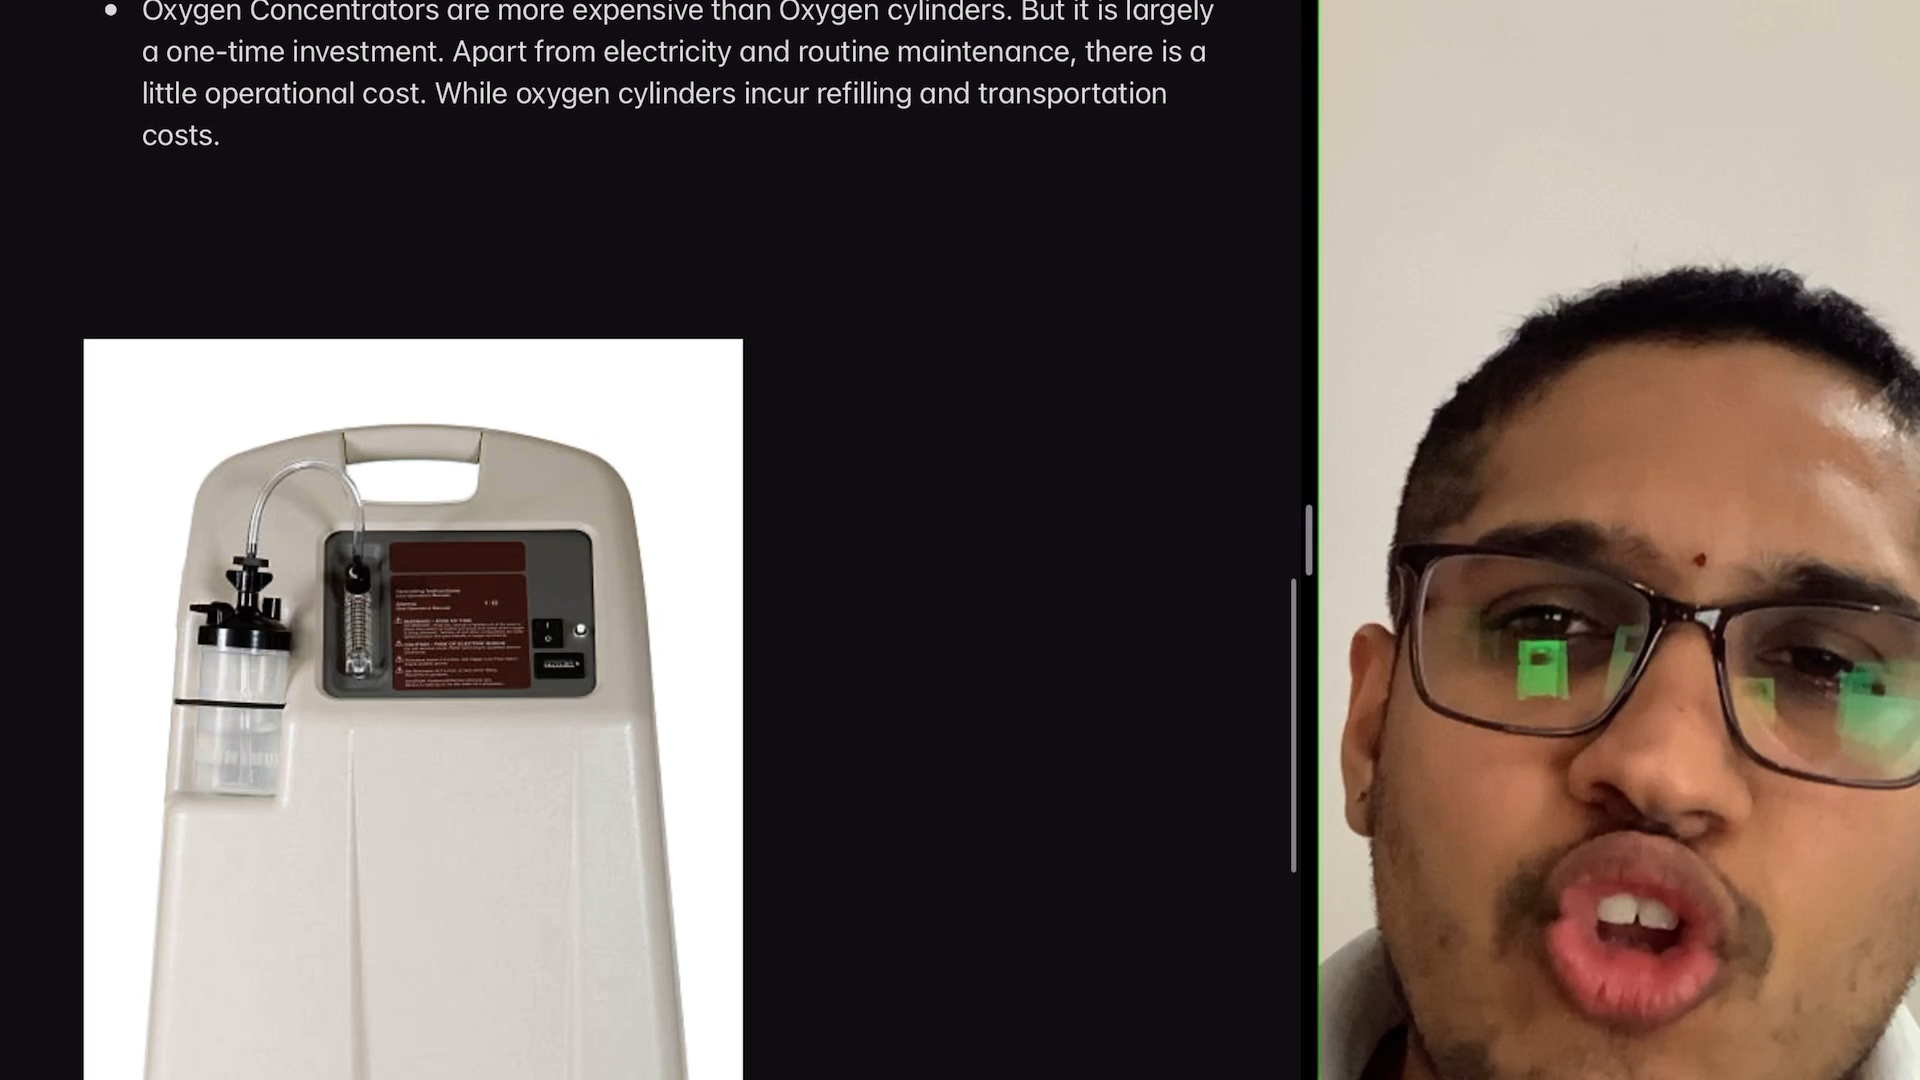 Oxygen Concentrators are more expensive than Oxygen cylinders. But it is largely
a one-time investment. Apart from electricity and routine maintenance, there is a
little operational cost. While oxygen cylinders incur refilling and transportation
costs.